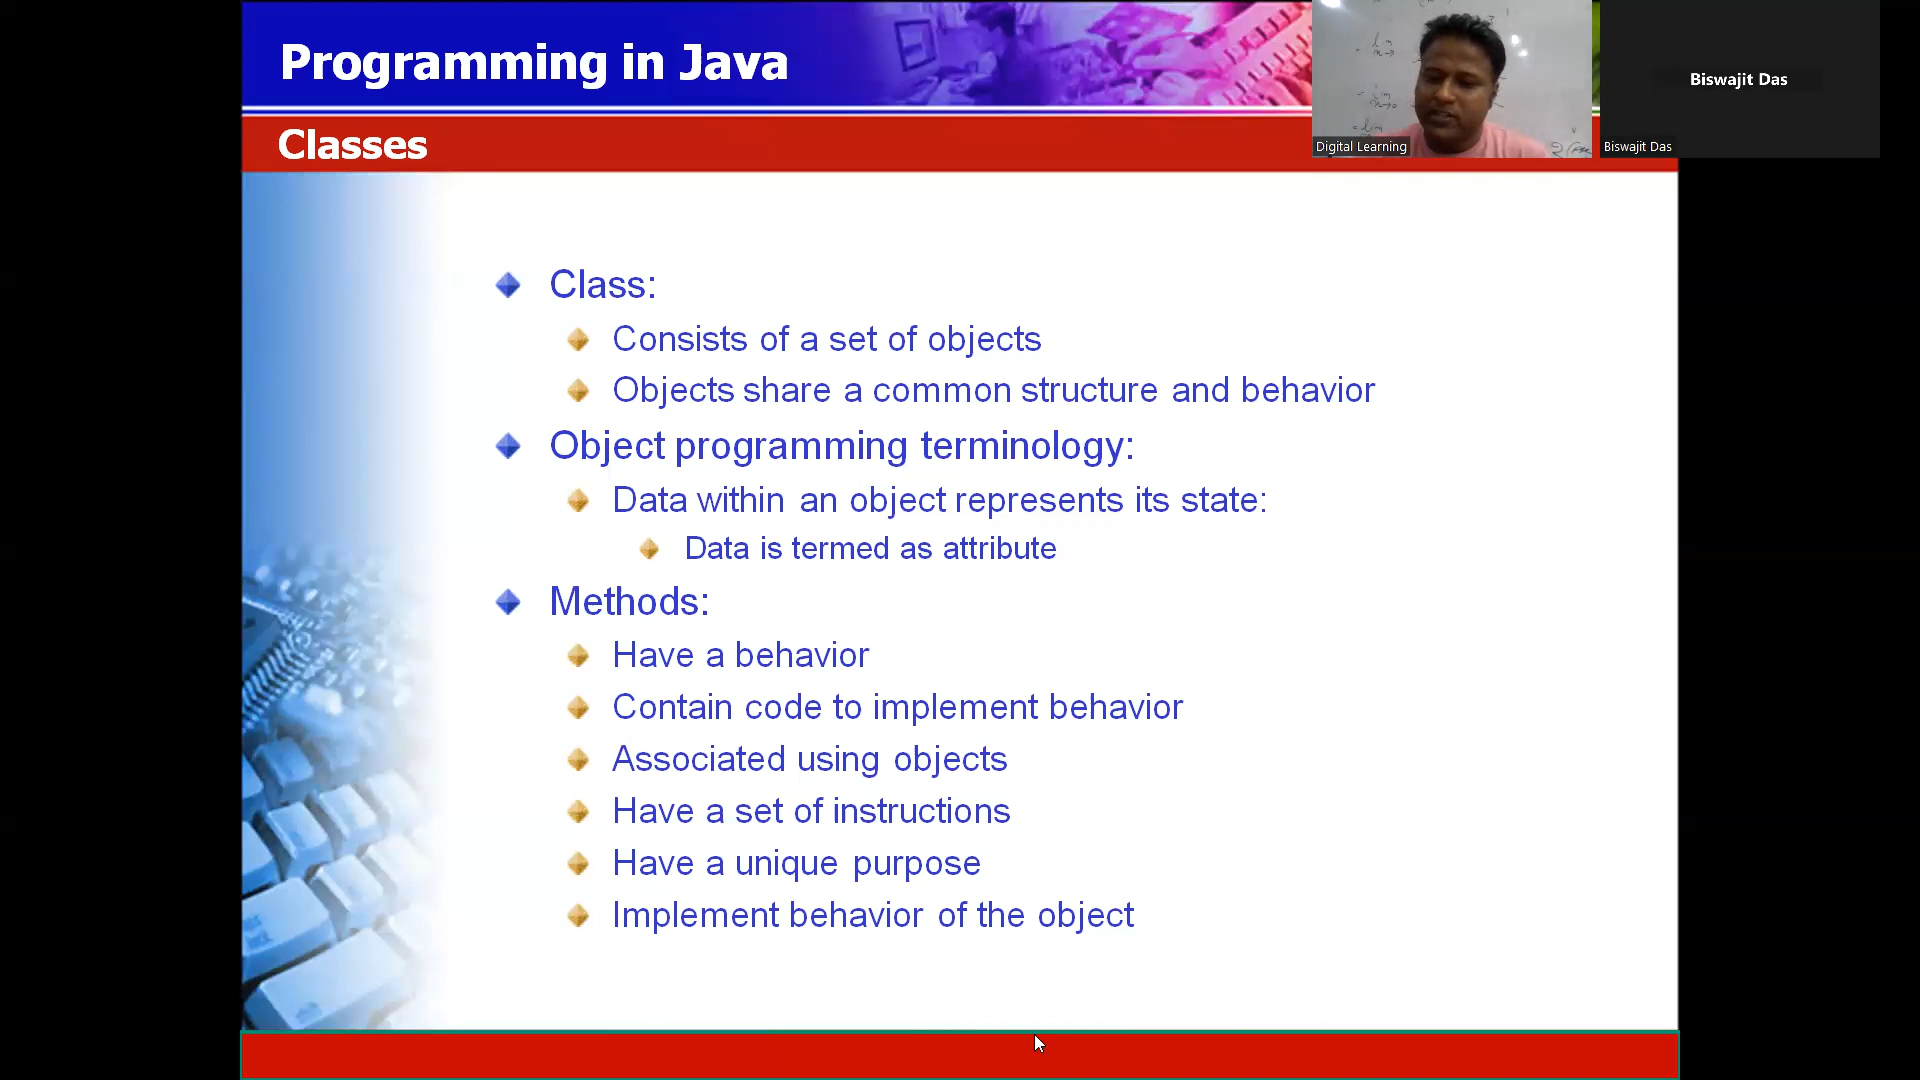 Programming in Java
Classes
Biswajit Das
Digital Learning
Biswajit Das
Class:
Consists of a set of objects
Objects share a common structure and behavior
Object programming terminology:
Data within an object represents its state:
Data is termed as attribute
Methods:
Have a behavior
Contain code to implement behavior
Associated using objects
Have a set of instructions
Have a unique purpose
Implement behavior of the object